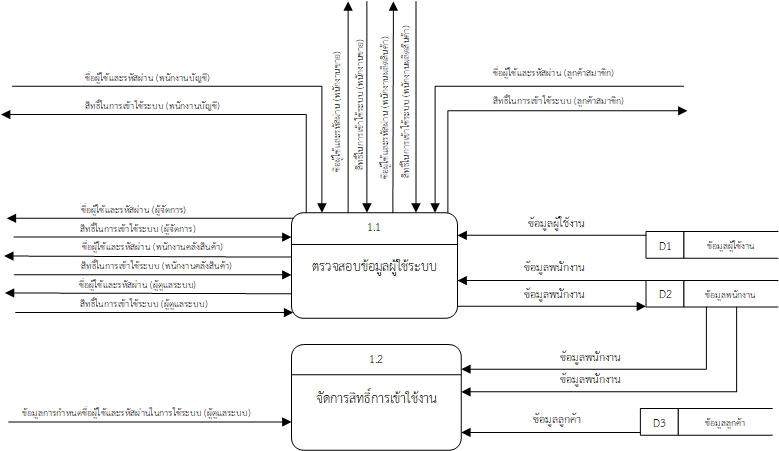 ชื่อผู้ใช้และรหัสผ่าน (พนักงานบัญชี)
สิทธิ์ในการเข้าใช้ระบบ (พนักงานบัญชี)
ชื่อผู้ใช้และรหัสผ่าน (พนักงานขาย)
สิทธิ์ในการเข้าใช้ระบบ (พนักงานขาย)
ชื่อผู้ใช้และรหัสผ่าน (พนักงานผลิตสินค้า)
สิทธิ์ในการเข้าใช้ระบบ (พนักงานผลิตสินค้า)
ชื่อผู้ใช้และรหัสผ่าน (ลูกค้าสมาชิก)
สิทธิ์ในการเข้าใช้ระบบ (ลูกค้าสมาชิก)
ชื่อผู้ใช้และรหัสผ่าน (ผู้จัดการ)
สิทธิ์ในการเข้าใช้ระบบ (ผู้จัดการ)
ชื่อผู้ใช้และรหัสผ่าน (พนักงานคลังสินค้า)
สิทธิ์ในการเข้าใช้ระบบ (พนักงานคลังสินค้า)
ชื่อผู้ใช้และรหัสผ่าน (ผู้ดูแลระบบ)
สิทธิ์ในการเข้าใช้ระบบ (ผู้ดูแลระบบ)
1.1
ตรวจสอบข้อมูลผู้ใช้ระบบ
ข้อมูลผู้ใช้งาน
D1 ข้อมูลผู้ใช้งาน
ข้อมูลพนักงาน
ข้อมูลพนักงาน
D2 ข้อมูลพนักงาน
1.2
จัดการสิทธิ์การเข้าใช้งาน
ข้อมูลพนักงาน
ข้อมูลพนักงาน
ข้อมูลการกำหนดชื่อผู้ใช้และรหัสผ่านในการใช้ระบบ (ผู้ดูแลระบบ)
ข้อมูลลูกค้า
D3 ข้อมูลลูกค้า